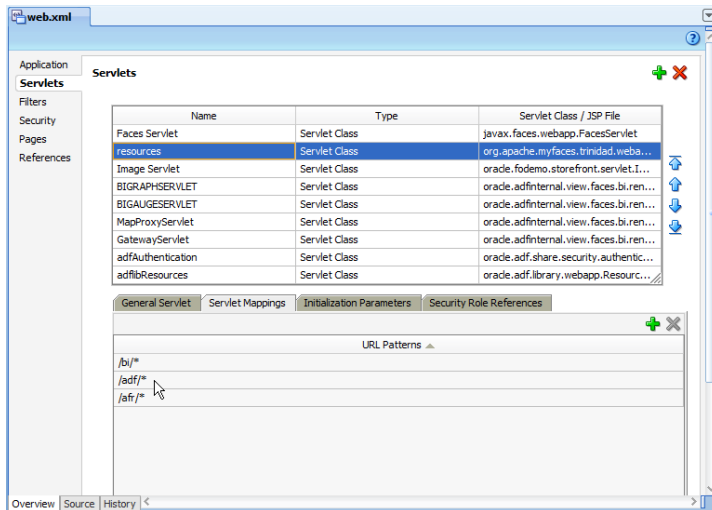 web.xml
Application
Servlets
Filters
Security
Pages
References
Servlets
Name Type Servlet Class / JSP File
Faces Servlet Servlet Class javax.faces.webapp.FacesServlet
resources Servlet Class org.apache.myfaces.trinidad.weba...
Image Servlet Servlet Class oracle.fodemo.storefront.servlet.I...
BIGRAPHSERVLET Servlet Class oracle.adfinternal.view.faces.bi.ren...
BIGAUGESERVLET Servlet Class oracle.adfinternal.view.faces.bi.ren...
MapProxyServlet Servlet Class oracle.adfinternal.view.faces.bi.ren...
GatewayServlet Servlet Class oracle.adfinternal.view.faces.bi.ren...
adfAuthentication Servlet Class oracle.adf.share.security.authentic...
adflibResources Servlet Class oracle.adf.library.webapp.Resourc...
General Servlet Servlet Mappings Initialization Parameters Security Role References
URL Patterns
/bi/*
/adf/*
/afr/*
Overview Source History